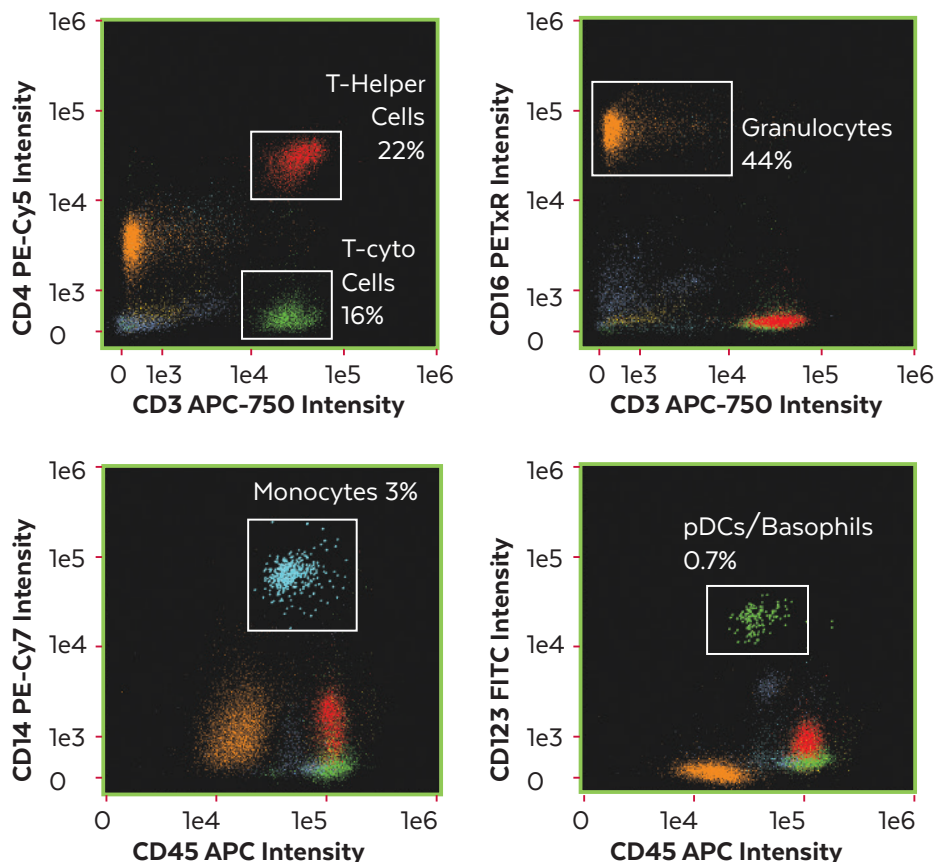 1e6
1e5
1e4
1e3
0
CD4 PE-Cy5 Intensity
T-Helper
Cells
22%
T-cyto
Cells
16%
0 1e3 1e4 1e5 1e6
CD3 APC-750 Intensity
1e6
1e5
1e4
1e3
0
CD16 PETxR Intensity
Granulocytes
44%
0 1e3 1e4 1e5 1e6
CD3 APC-750 Intensity
1e6
1e5
1e4
1e3
0
CD14 PE-Cy7 Intensity
Monocytes 3%
1e4 1e5 1e6
CD45 APC Intensity
1e6
1e5
1e4
1e3
0
CD123 FITC Intensity
pDCs/Basophils
0.7%
1e4 1e5 1e6
CD45 APC Intensity